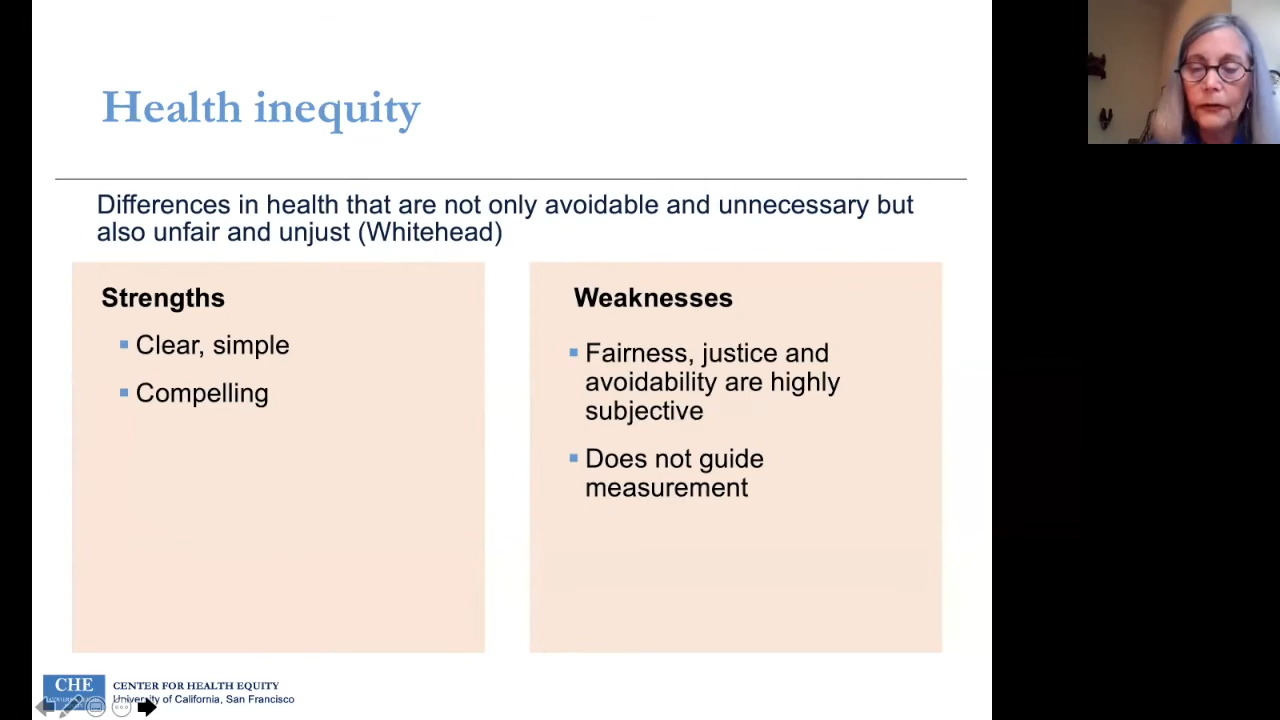 Health inequity
Differences in health that are not only avoidable and unnecessary but
also unfair and unjust (Whitehead)
Strengths
Clear, simple
Compelling
Weaknesses
Fairness, justice and
avoidability are highly
subjective
Does not guide
measurement
CHE
CENTER FOR HEALTH EQUITY
University of California, San Francisco